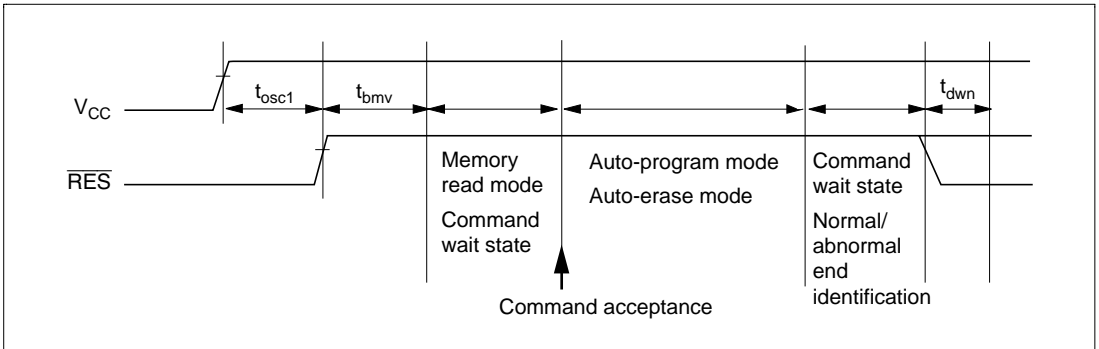 V_CC
t_osc1
t_bmv
t_dwn
RES
Memory
read mode
Command
wait state
Auto-program mode
Auto-erase mode
Command
wait state
Normal/
abnormal
end
identification
Command acceptance